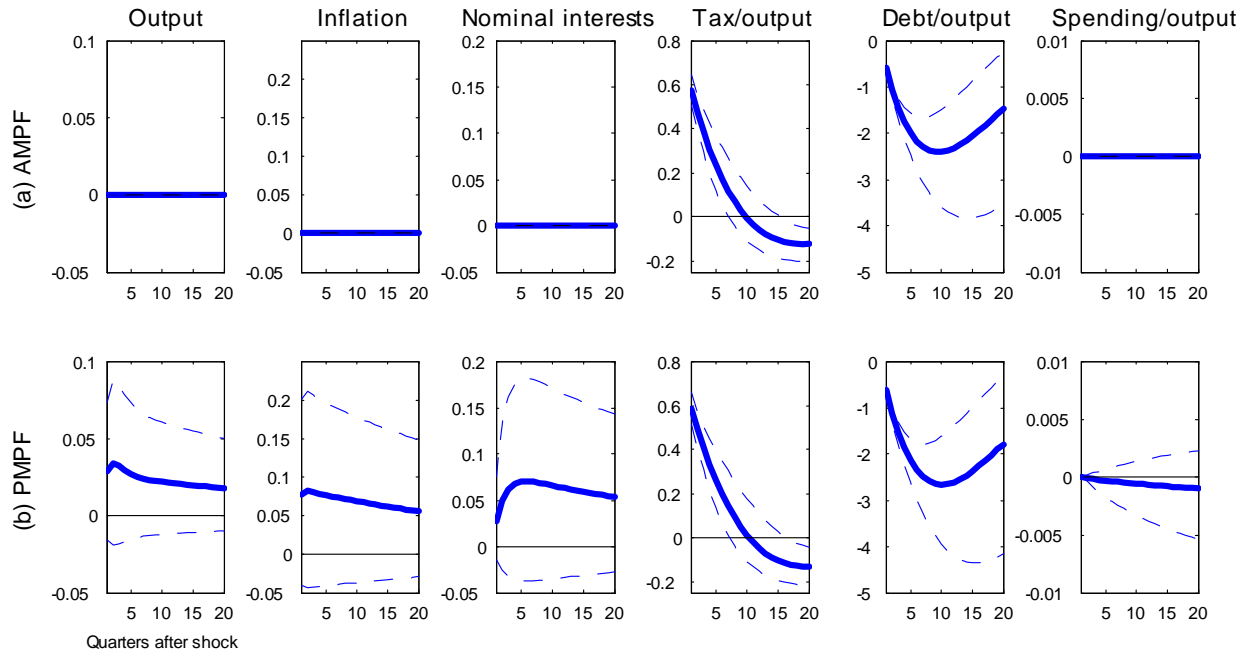 Output Inflation Nominal interests Tax/output Debt/output Spending/output
(a) AMPF
0.1 0.05 0 -0.05
0.2 0.15 0.1 0.05 0 -0.05
0.2 0.15 0.1 0.05 0 -0.05
0.8 0.6 0.4 0.2 0 -0.2
0 -1 -2 -3 -4 -5
0.01 0.005 0 -0.005 -0.01
5 10 15 20 5 10 15 20 5 10 15 20 5 10 15 20 5 10 15 20 5 10 15 20
(b) PMPF
0.1 0.05 0 -0.05
0.2 0.15 0.1 0.05 0 -0.05
0.2 0.15 0.1 0.05 0 -0.05
0.8 0.6 0.4 0.2 0 -0.2
0 -1 -2 -3 -4 -5
0.01 0.005 0 -0.005 -0.01
5 10 15 20 5 10 15 20 5 10 15 20 5 10 15 20 5 10 15 20 5 10 15 20
Quarters after shock